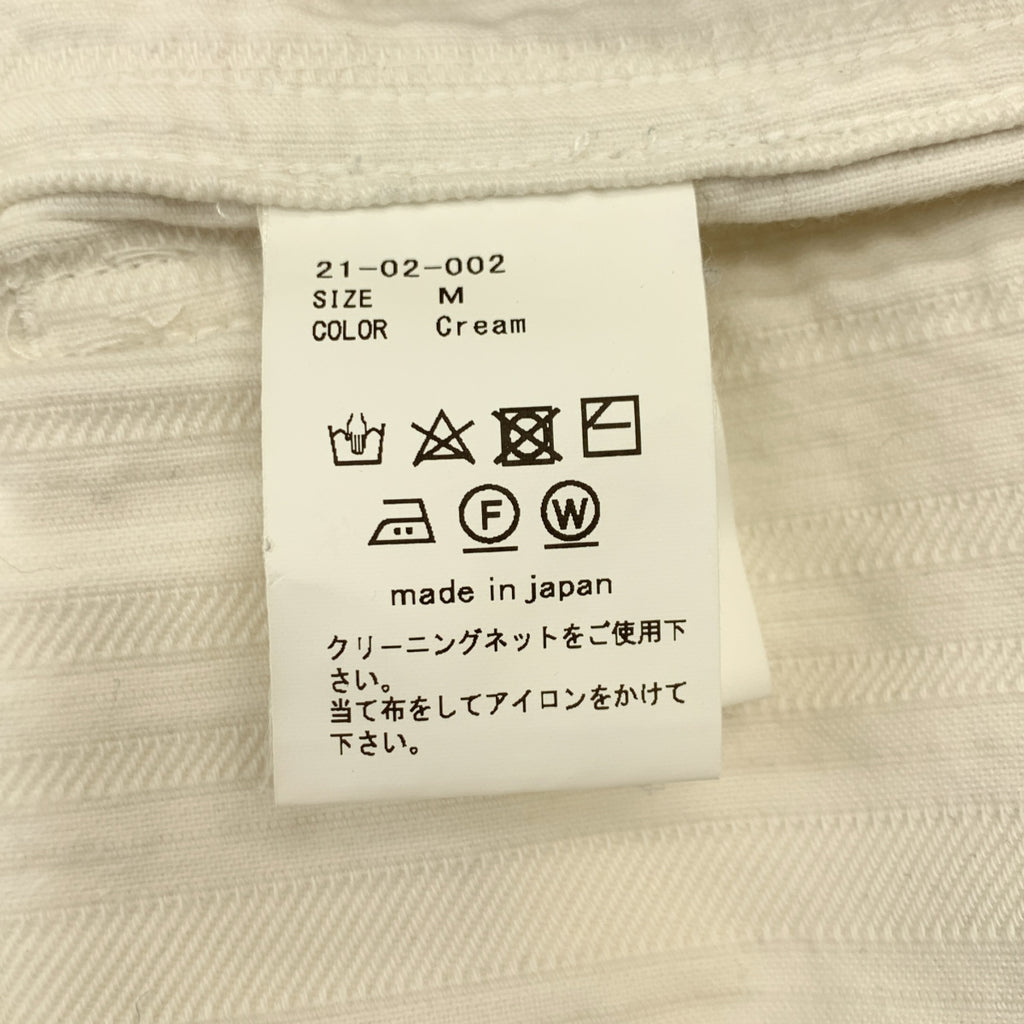 21-02-002
SIZE M
COLOR Cream
F W
made in japan
クリーニングネットをご使用下
さい。
当て布をしてアイロンをかけて
下さい。